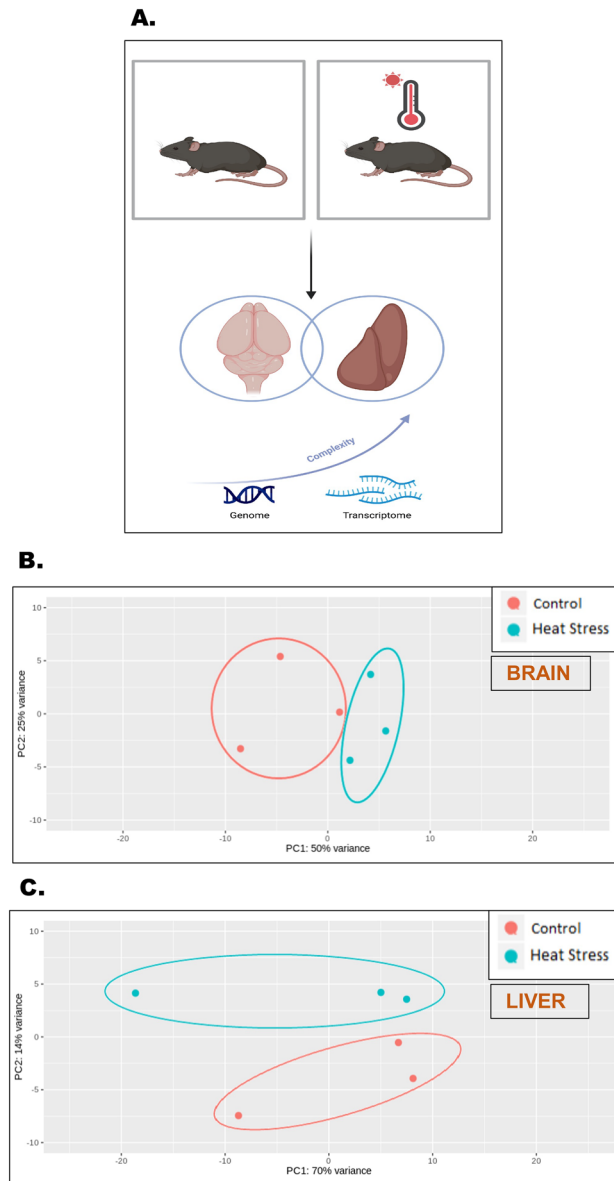 A.
Complexity
Genome
Transcriptome
B.
Control
Heat Stress
BRAIN
PC2: 25% variance
10
5
0
-5
-10
-20
-10
0
10
20
PC1: 50% variance
C.
Control
Heat Stress
LIVER
PC2: 14% variance
10
5
0
-5
-10
-20
-10
0
10
20
PC1: 70% variance